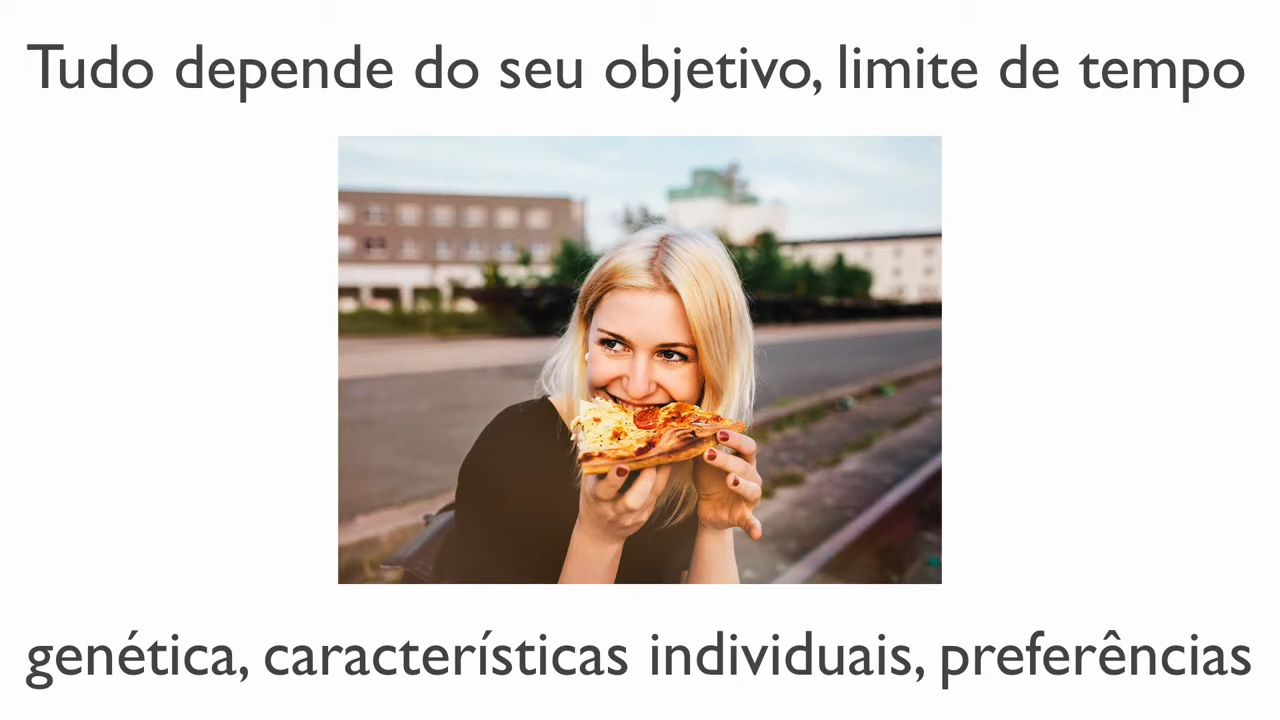 Tudo depende do seu objetivo, limite de tempo
genética, características individuais, preferências